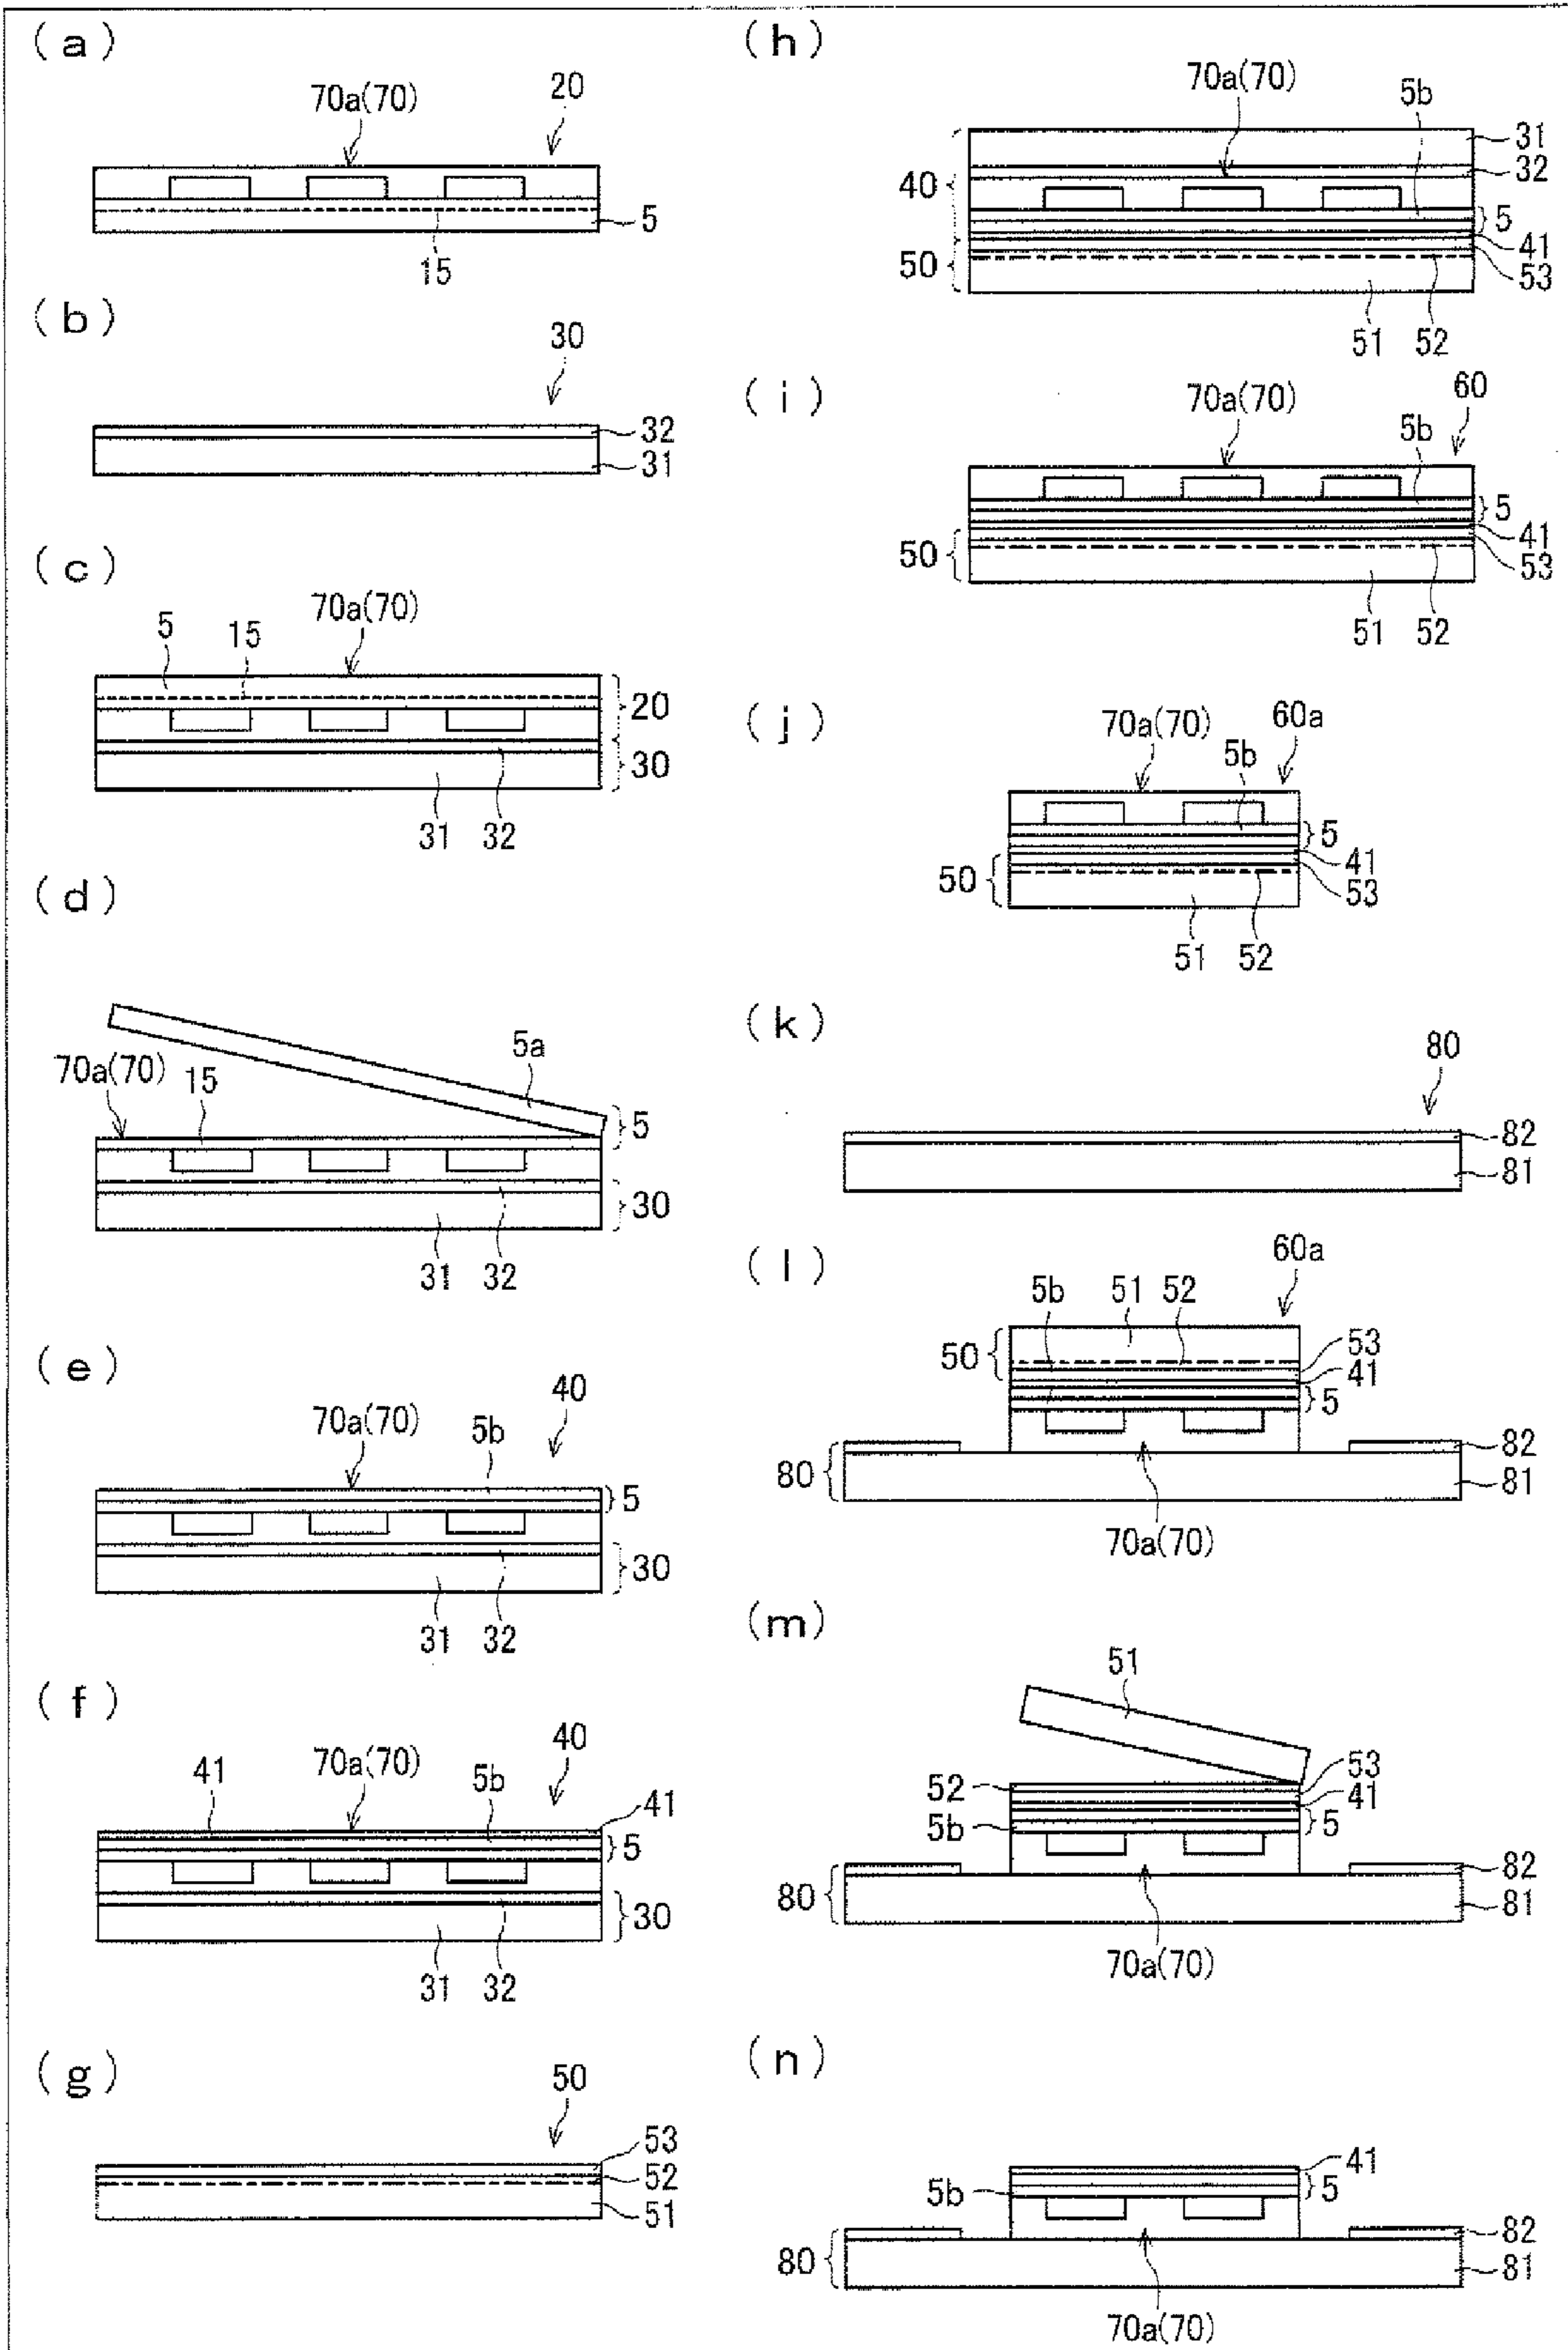 (a)
70a(70) 20
5
15
(b)
30
32
31
(c)
5 15 70a(70)
20
30
31 32
(d)
70a(70) 15 5a
5
30
31 32
(e)
40
70a(70) 5b
5
30
31 32
(f)
40
41 70a(70) 5b 41
5
30
31 32
(g)
50
53
52
51
(h)
70a(70) 5b
31
32
40
5
41
50 53
51 52
(i)
70a(70) 60
5b
5
41
50 53
51 52
(j)
70a(70) 60a
5b
5
41
50 53
51 52
(k)
80
82
81
(l)
60a
5b 51 52
50 53
41
5
82
80 81
70a(70)
(m)
51
53
52 41
5b 5
82
80 81
70a(70)
(n)
41
5b 5
82
80 81
70a(70)